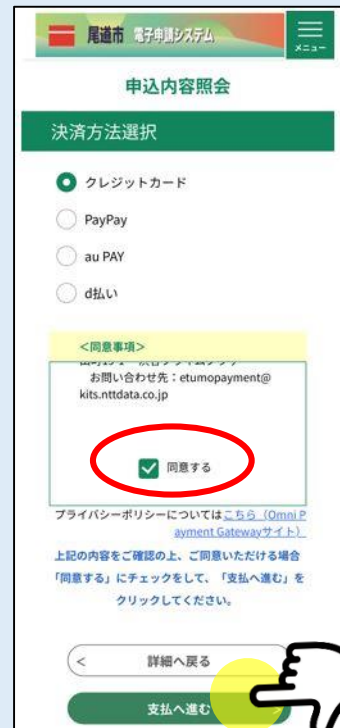 尾道市 電子申請システム
メニュー
申込内容照会
決済方法選択
クレジットカード
PayPay
au PAY
d払い
<同意事項>
お問い合わせ先：etumopayment@
kits.nttdata.co.jp
同意する
プライバシーポリシーについてはこちら（Omni P
ayment Gatewayサイト）
上記の内容をご確認の上、ご同意いただける場合
「同意する」にチェックをして、「支払へ進む」を
クリックしてください。
< 詳細へ戻る
支払へ進む >